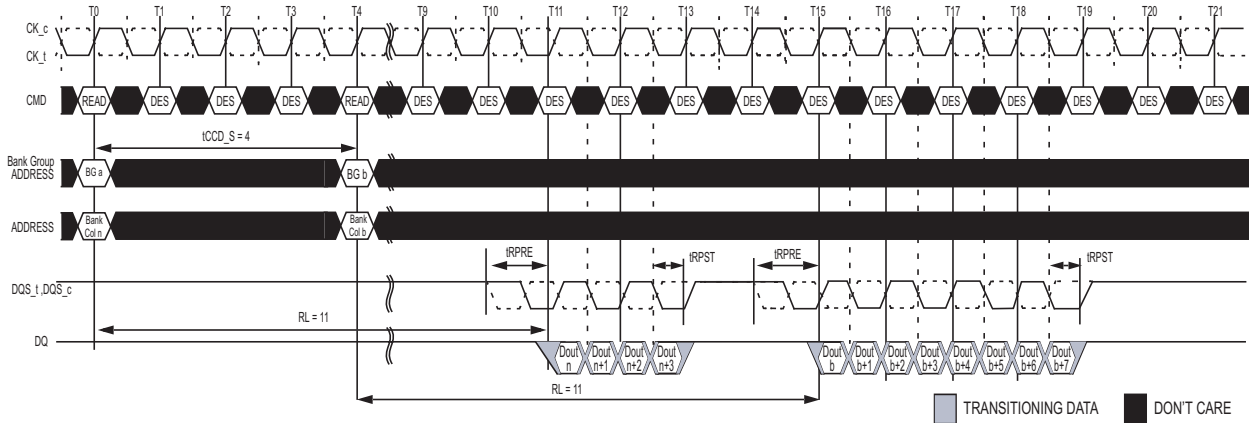 T0 T1 T2 T3 T4 T9 T10 T11 T12 T13 T14 T15 T16 T17 T18 T19 T20 T21
CK_c
CK_t
CMD READ DES DES DES READ DES DES DES DES DES DES DES DES DES DES DES DES DES
tCCD_S = 4
Bank Group
ADDRESS BG a BG b
ADDRESS Bank Col n Bank Col b
tRPRE tRPST tRPRE tRPST
DQS_t ,DQS_c
RL = 11
DQ Dout n Dout n+1 Dout n+2 Dout n+3 Dout b Dout b+1 Dout b+2 Dout b+3 Dout b+4 Dout b+5 Dout b+6 Dout b+7
RL = 11
TRANSITIONING DATA DON'T CARE